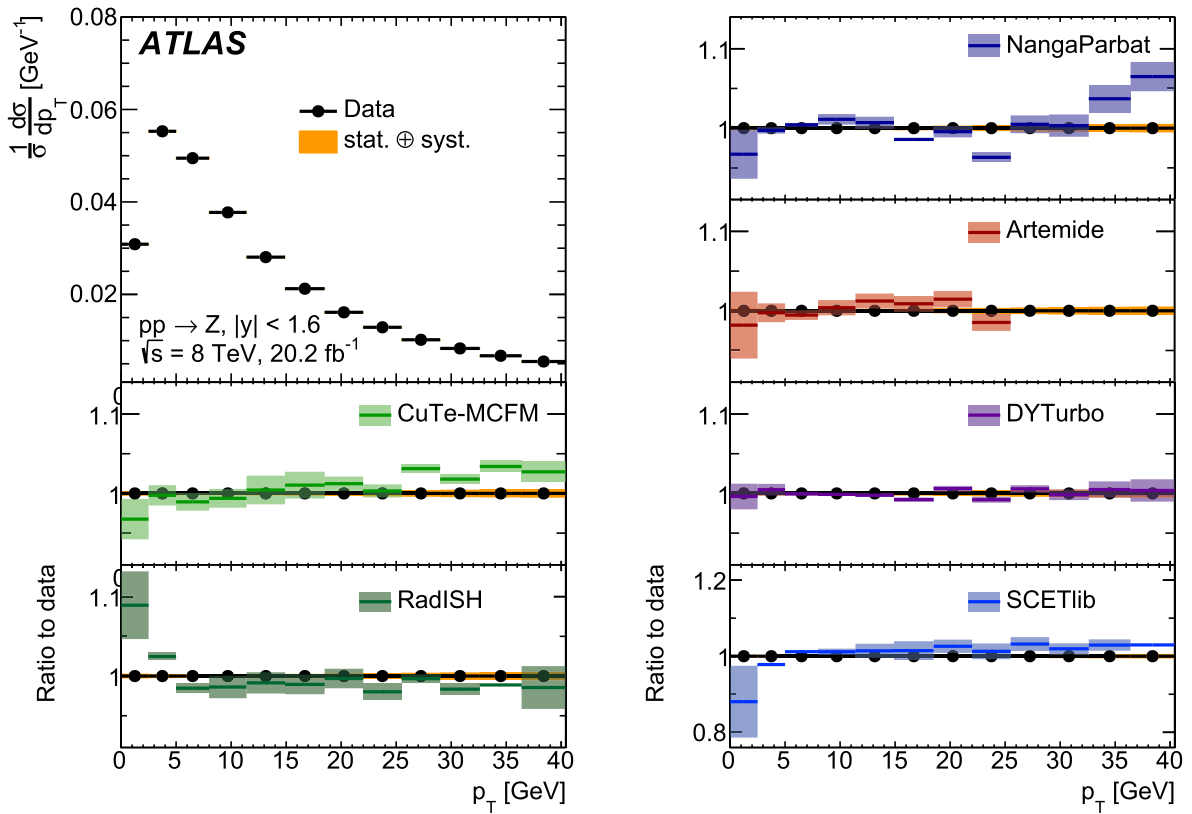 ATLAS
1/σ dσ/dp_T [GeV⁻¹]
0.08
0.06
0.04
0.02
Data
stat. ⊕ syst.
pp → Z, |y| < 1.6
√s = 8 TeV, 20.2 fb⁻¹
0
1.1
1
CuTe-MCFM
0
1.1
1
RadISH
Ratio to data
0 5 10 15 20 25 30 35 40
p_T [GeV]
1.1
1
NangaParbat
1.1
1
Artemide
1.1
1
DYTurbo
1.2
1
0.8
SCETlib
Ratio to data
0 5 10 15 20 25 30 35 40
p_T [GeV]